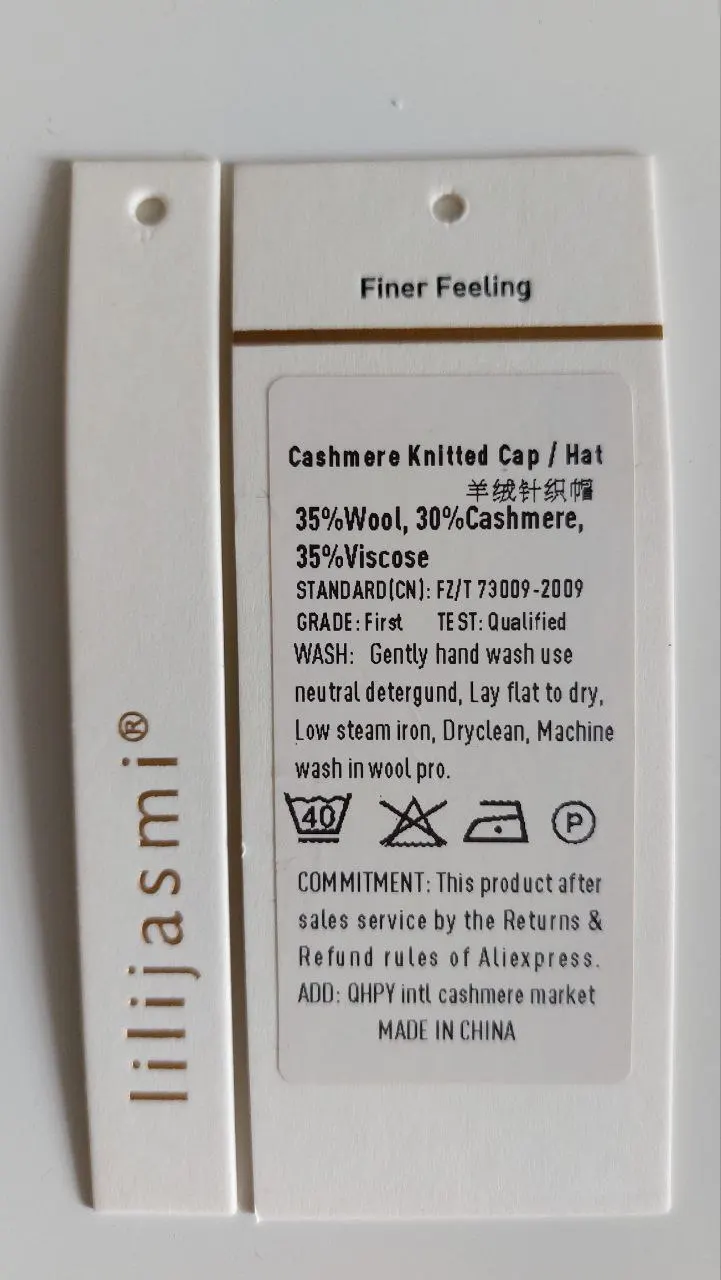 lilijasmi®
Finer Feeling
Cashmere Knitted Cap / Hat
羊绒针织帽
35%Wool, 30%Cashmere,
35%Viscose
STANDARD(CN): FZ/T 73009-2009
GRADE: First TEST: Qualified
WASH: Gently hand wash use
neutral detergund, Lay flat to dry,
Low steam iron, Dryclean, Machine
wash in wool pro.
40 P
COMMITMENT: This product after
sales service by the Returns &
Refund rules of Aliexpress.
ADD: QHPY intl cashmere market
MADE IN CHINA